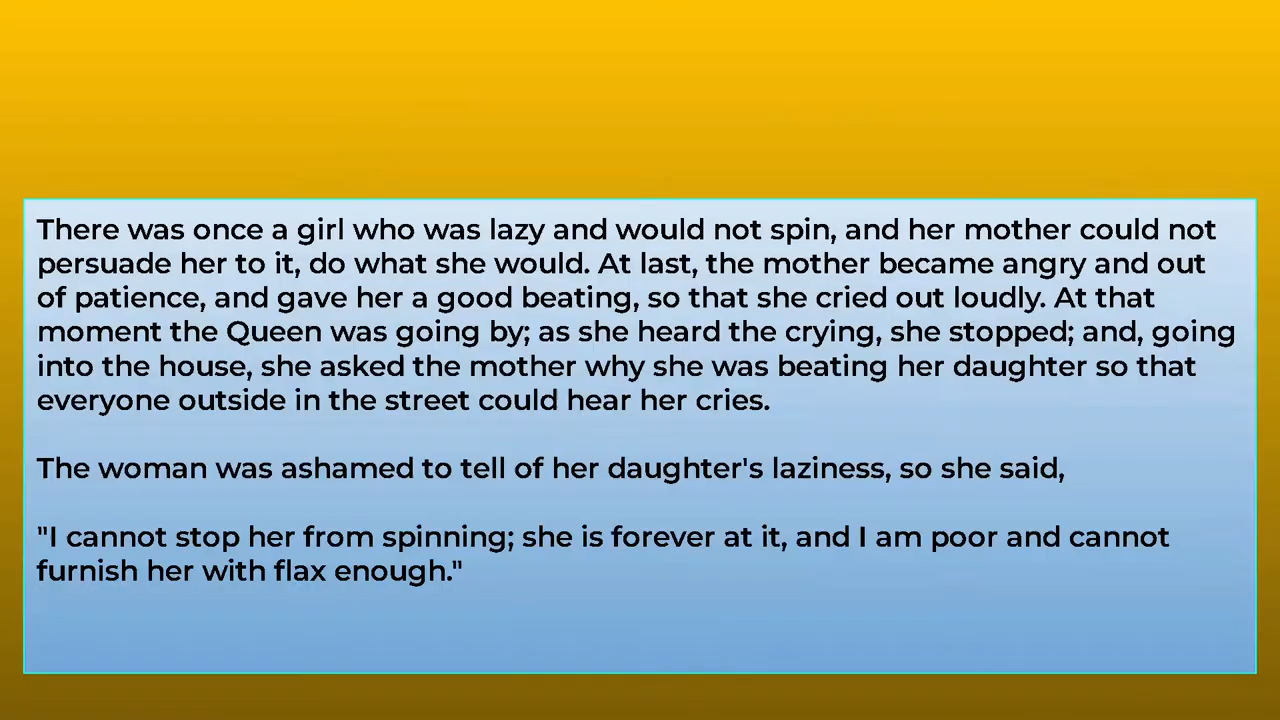 There was once a girl who was lazy and would not spin, and her mother could not
persuade her to it, do what she would. At last, the mother became angry and out
of patience, and gave her a good beating, so that she cried out loudly. At that
moment the Queen was going by; as she heard the crying, she stopped; and, going
into the house, she asked the mother why she was beating her daughter so that
everyone outside in the street could hear her cries.
The woman was ashamed to tell of her daughter's laziness, so she said,
"I cannot stop her from spinning; she is forever at it, and I am poor and cannot
furnish her with flax enough."